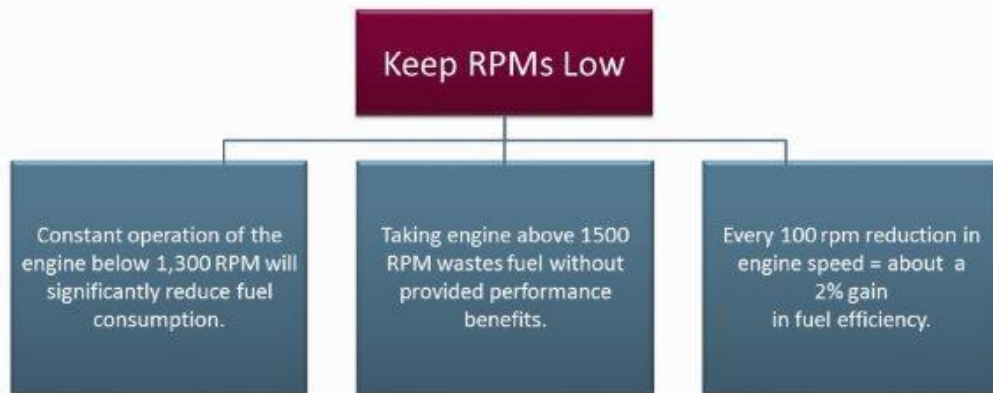 Keep RPMs Low
Constant operation of the
engine below 1,300 RPM will
significantly reduce fuel
consumption.
Taking engine above 1500
RPM wastes fuel without
provided performance
benefits.
Every 100 rpm reduction in
engine speed = about a
2% gain
in fuel efficiency.